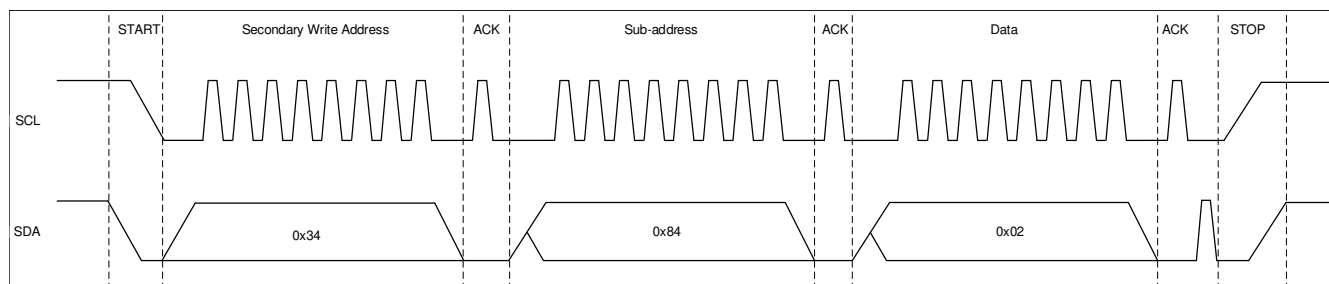 START Secondary Write Address ACK Sub-address ACK Data ACK STOP
SCL
SDA 0x34 0x84 0x02